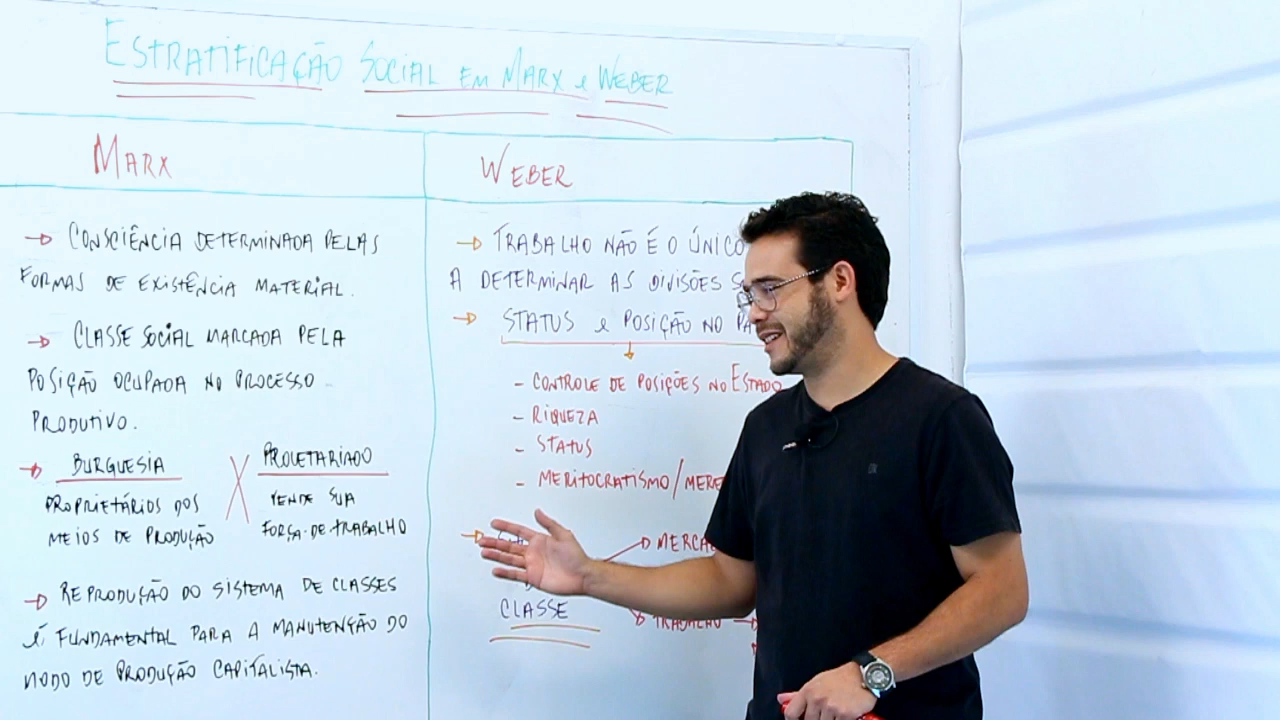 ESTRATIFICAÇÃO SOCIAL EM MARX e WEBER
MARX
→ CONSCIÊNCIA DETERMINADA PELAS
FORMAS DE EXISTÊNCIA MATERIAL.
→ CLASSE SOCIAL MARCADA PELA
POSIÇÃO OCUPADA NO PROCESSO
PRODUTIVO.
→ BURGUESIA X PROLETARIADO
PROPRIETÁRIOS DOS
MEIOS DE PRODUÇÃO
VENDE SUA
FORÇA-DE-TRABALHO
→ REPRODUÇÃO DO SISTEMA DE CLASSES
É FUNDAMENTAL PARA A MANUTENÇÃO DO
MODO DE PRODUÇÃO CAPITALISTA.
WEBER
→ TRABALHO NÃO É O ÚNICO
A DETERMINAR AS DIVISÕES
→ STATUS e POSIÇÃO NO
- CONTROLE DE POSIÇÕES NO ESTADO
- RIQUEZA
- STATUS
- MERITOCRATISMO/
→ MERCA
CLASSE
TRABALHO →